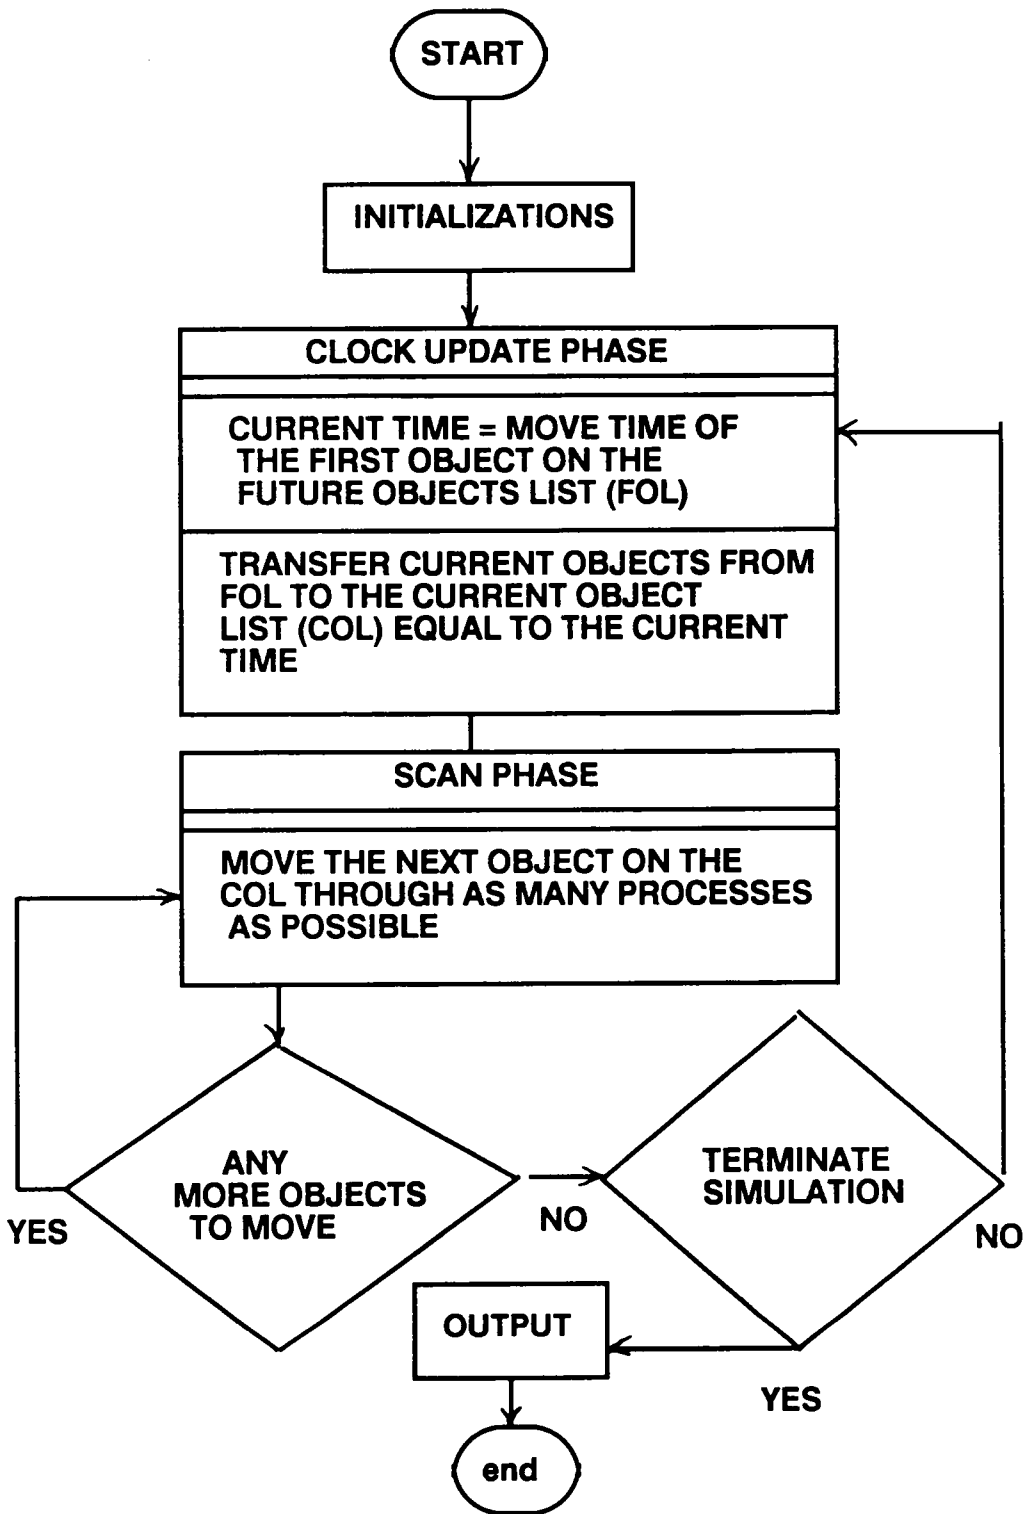 START
INITIALIZATIONS
CLOCK UPDATE PHASE
CURRENT TIME = MOVE TIME OF
THE FIRST OBJECT ON THE
FUTURE OBJECTS LIST (FOL)
TRANSFER CURRENT OBJECTS FROM
FOL TO THE CURRENT OBJECT
LIST (COL) EQUAL TO THE CURRENT
TIME
SCAN PHASE
MOVE THE NEXT OBJECT ON THE
COL THROUGH AS MANY PROCESSES
AS POSSIBLE
ANY
MORE OBJECTS
TO MOVE
YES
NO
TERMINATE
SIMULATION
NO
YES
OUTPUT
end